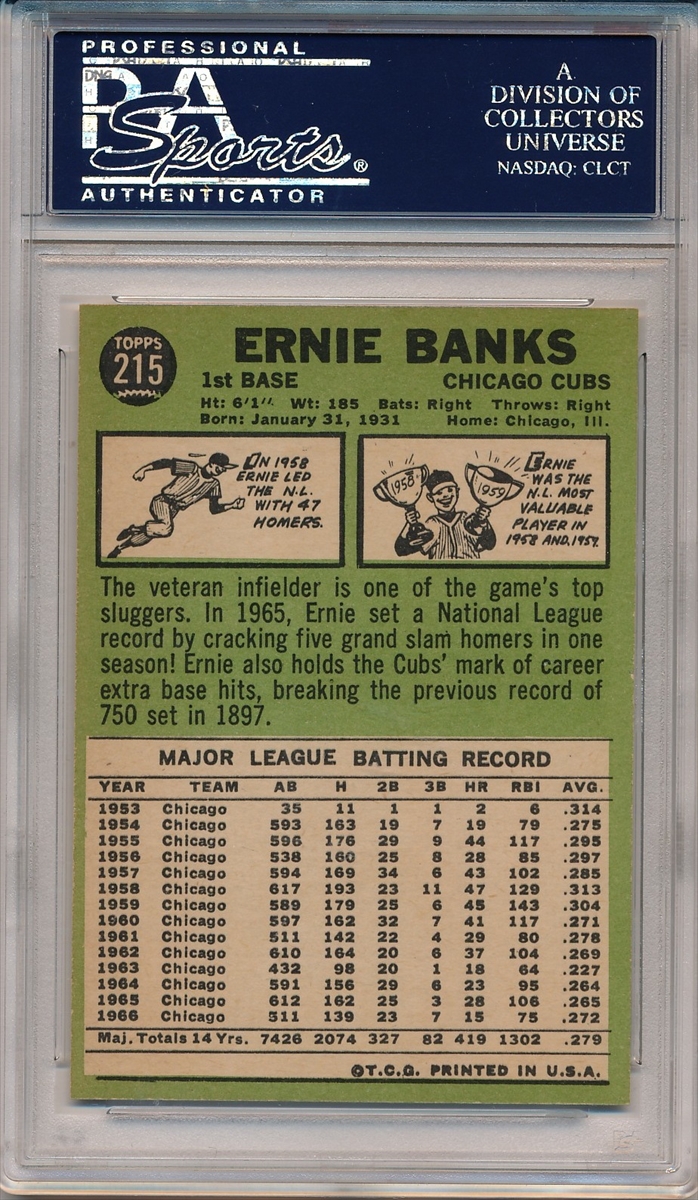 PROFESSIONAL
PSA
Sports®
AUTHENTICATOR
A
DIVISION OF
COLLECTORS
UNIVERSE
NASDAQ: CLCT
TOPPS
215
ERNIE BANKS
1st BASE CHICAGO CUBS
Ht: 6'1" Wt: 185 Bats: Right Throws: Right
Born: January 31, 1931 Home: Chicago, Ill.
IN 1958
ERNIE LED
THE N.L.
WITH 47
HOMERS.
1958
1959
ERNIE
WAS THE
N.L. MOST
VALUABLE
PLAYER IN
1958 AND 1959.
The veteran infielder is one of the game's top
sluggers. In 1965, Ernie set a National League
record by cracking five grand slam homers in one
season! Ernie also holds the Cubs' mark of career
extra base hits, breaking the previous record of
750 set in 1897.
MAJOR LEAGUE BATTING RECORD
YEAR TEAM AB H 2B 3B HR RBI AVG.
1953 Chicago 35 11 1 1 2 6 .314
1954 Chicago 593 163 19 7 19 79 .275
1955 Chicago 596 176 29 9 44 117 .295
1956 Chicago 538 160 25 8 28 85 .297
1957 Chicago 594 169 34 6 43 102 .285
1958 Chicago 617 193 23 11 47 129 .313
1959 Chicago 589 179 25 6 45 143 .304
1960 Chicago 597 162 32 7 41 117 .271
1961 Chicago 511 142 22 4 29 80 .278
1962 Chicago 610 164 20 6 37 104 .269
1963 Chicago 432 98 20 1 18 64 .227
1964 Chicago 591 156 29 6 23 95 .264
1965 Chicago 612 162 25 3 28 106 .265
1966 Chicago 511 139 23 7 15 75 .272
Maj. Totals 14 Yrs. 7426 2074 327 82 419 1302 .279
©T.C.G. PRINTED IN U.S.A.